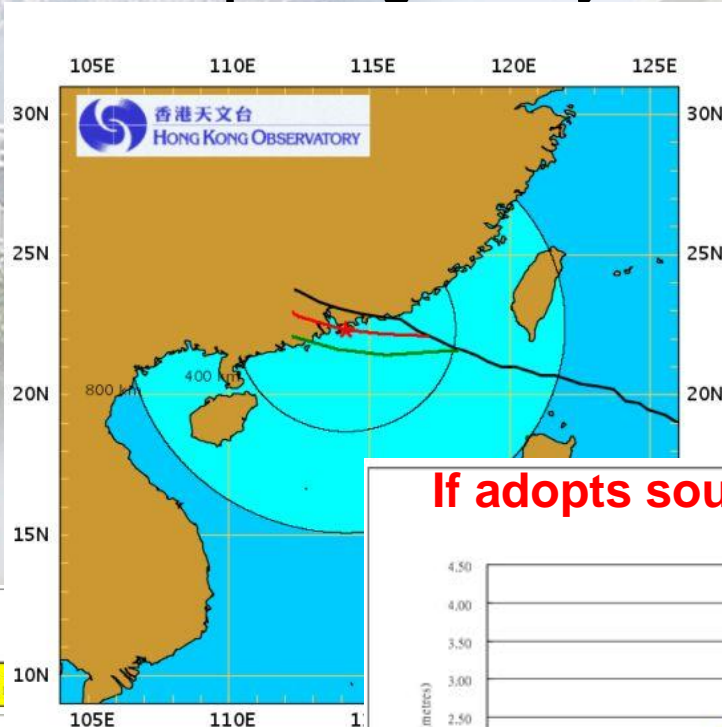 105E 110E 115E 120E 125E
30N 30N
香港天文台
HONG KONG OBSERVATORY
25N 25N
20N 20N
800 km 400 km
15N
If adopts sou
4.50
4.00
3.50
10N
3.00
metres)
2.50
105E 110E